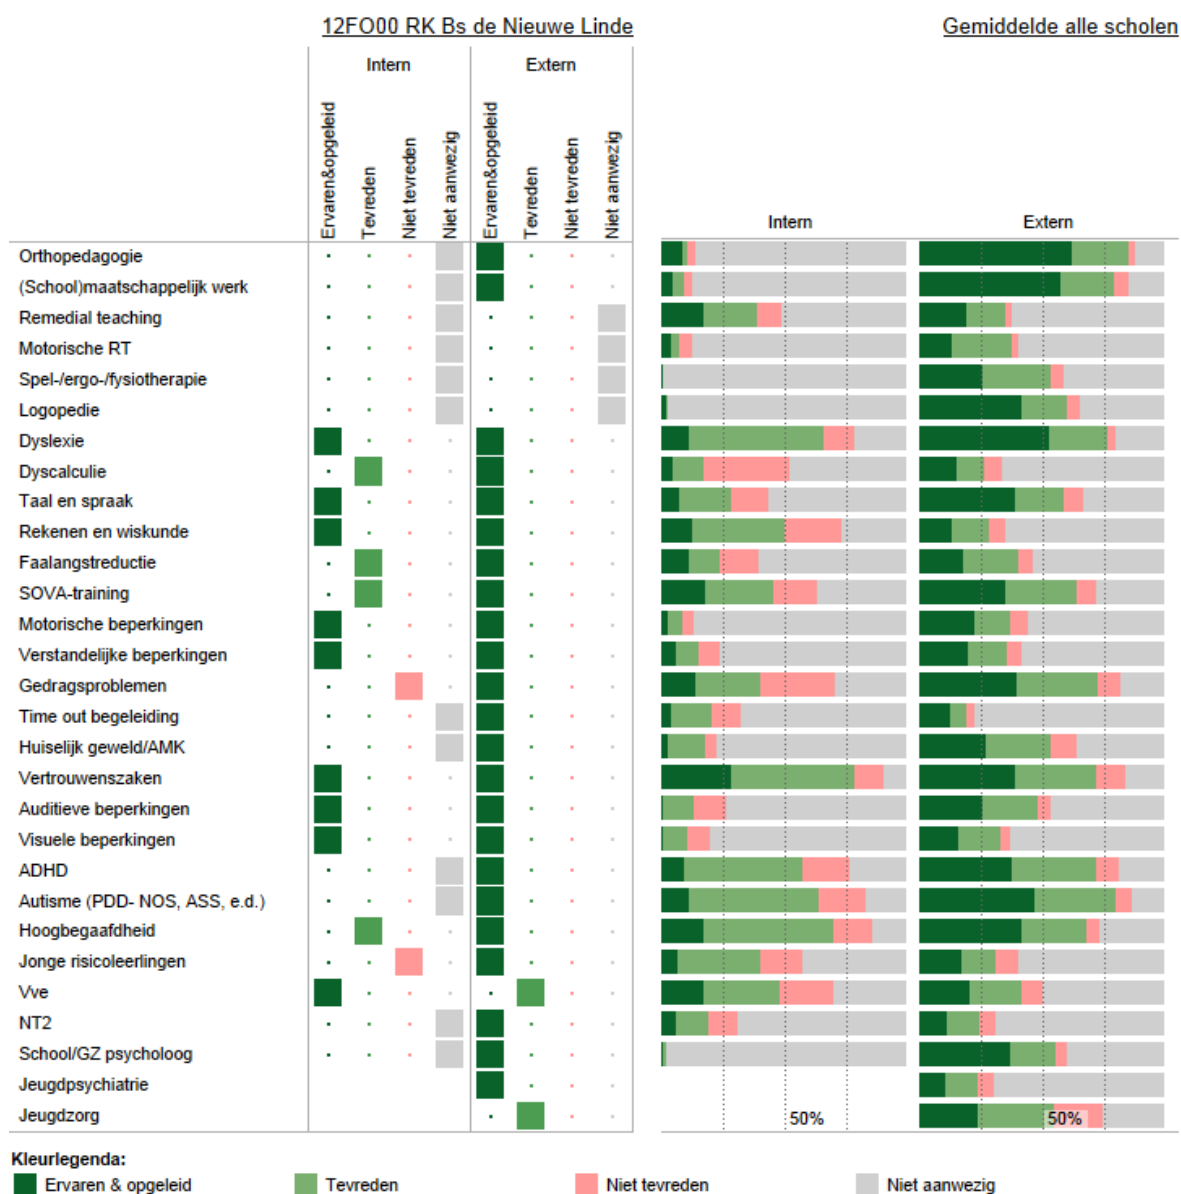 12FO00 RK Bs de Nieuwe Linde
Gemiddelde alle scholen
Intern
Extern
Ervaren&opgeleid
Tevreden
Niet tevreden
Niet aanwezig
Ervaren&opgeleid
Tevreden
Niet tevreden
Niet aanwezig
Intern
Extern
Orthopedagogie
(School)maatschappelijk werk
Remedial teaching
Motorische RT
Spel-/ergo-/fysiotherapie
Logopedie
Dyslexie
Dyscalculie
Taal en spraak
Rekenen en wiskunde
Faalangstreductie
SOVA-training
Motorische beperkingen
Verstandelijke beperkingen
Gedragsproblemen
Time out begeleiding
Huiselijk geweld/AMK
Vertrouwenszaken
Auditieve beperkingen
Visuele beperkingen
ADHD
Autisme (PDD- NOS, ASS, e.d.)
Hoogbegaafdheid
Jonge risicoleerlingen
Vve
NT2
School/GZ psycholoog
Jeugdpsychiatrie
Jeugdzorg
50%
50%
Kleurlegenda:
Ervaren & opgeleid
Tevreden
Niet tevreden
Niet aanwezig